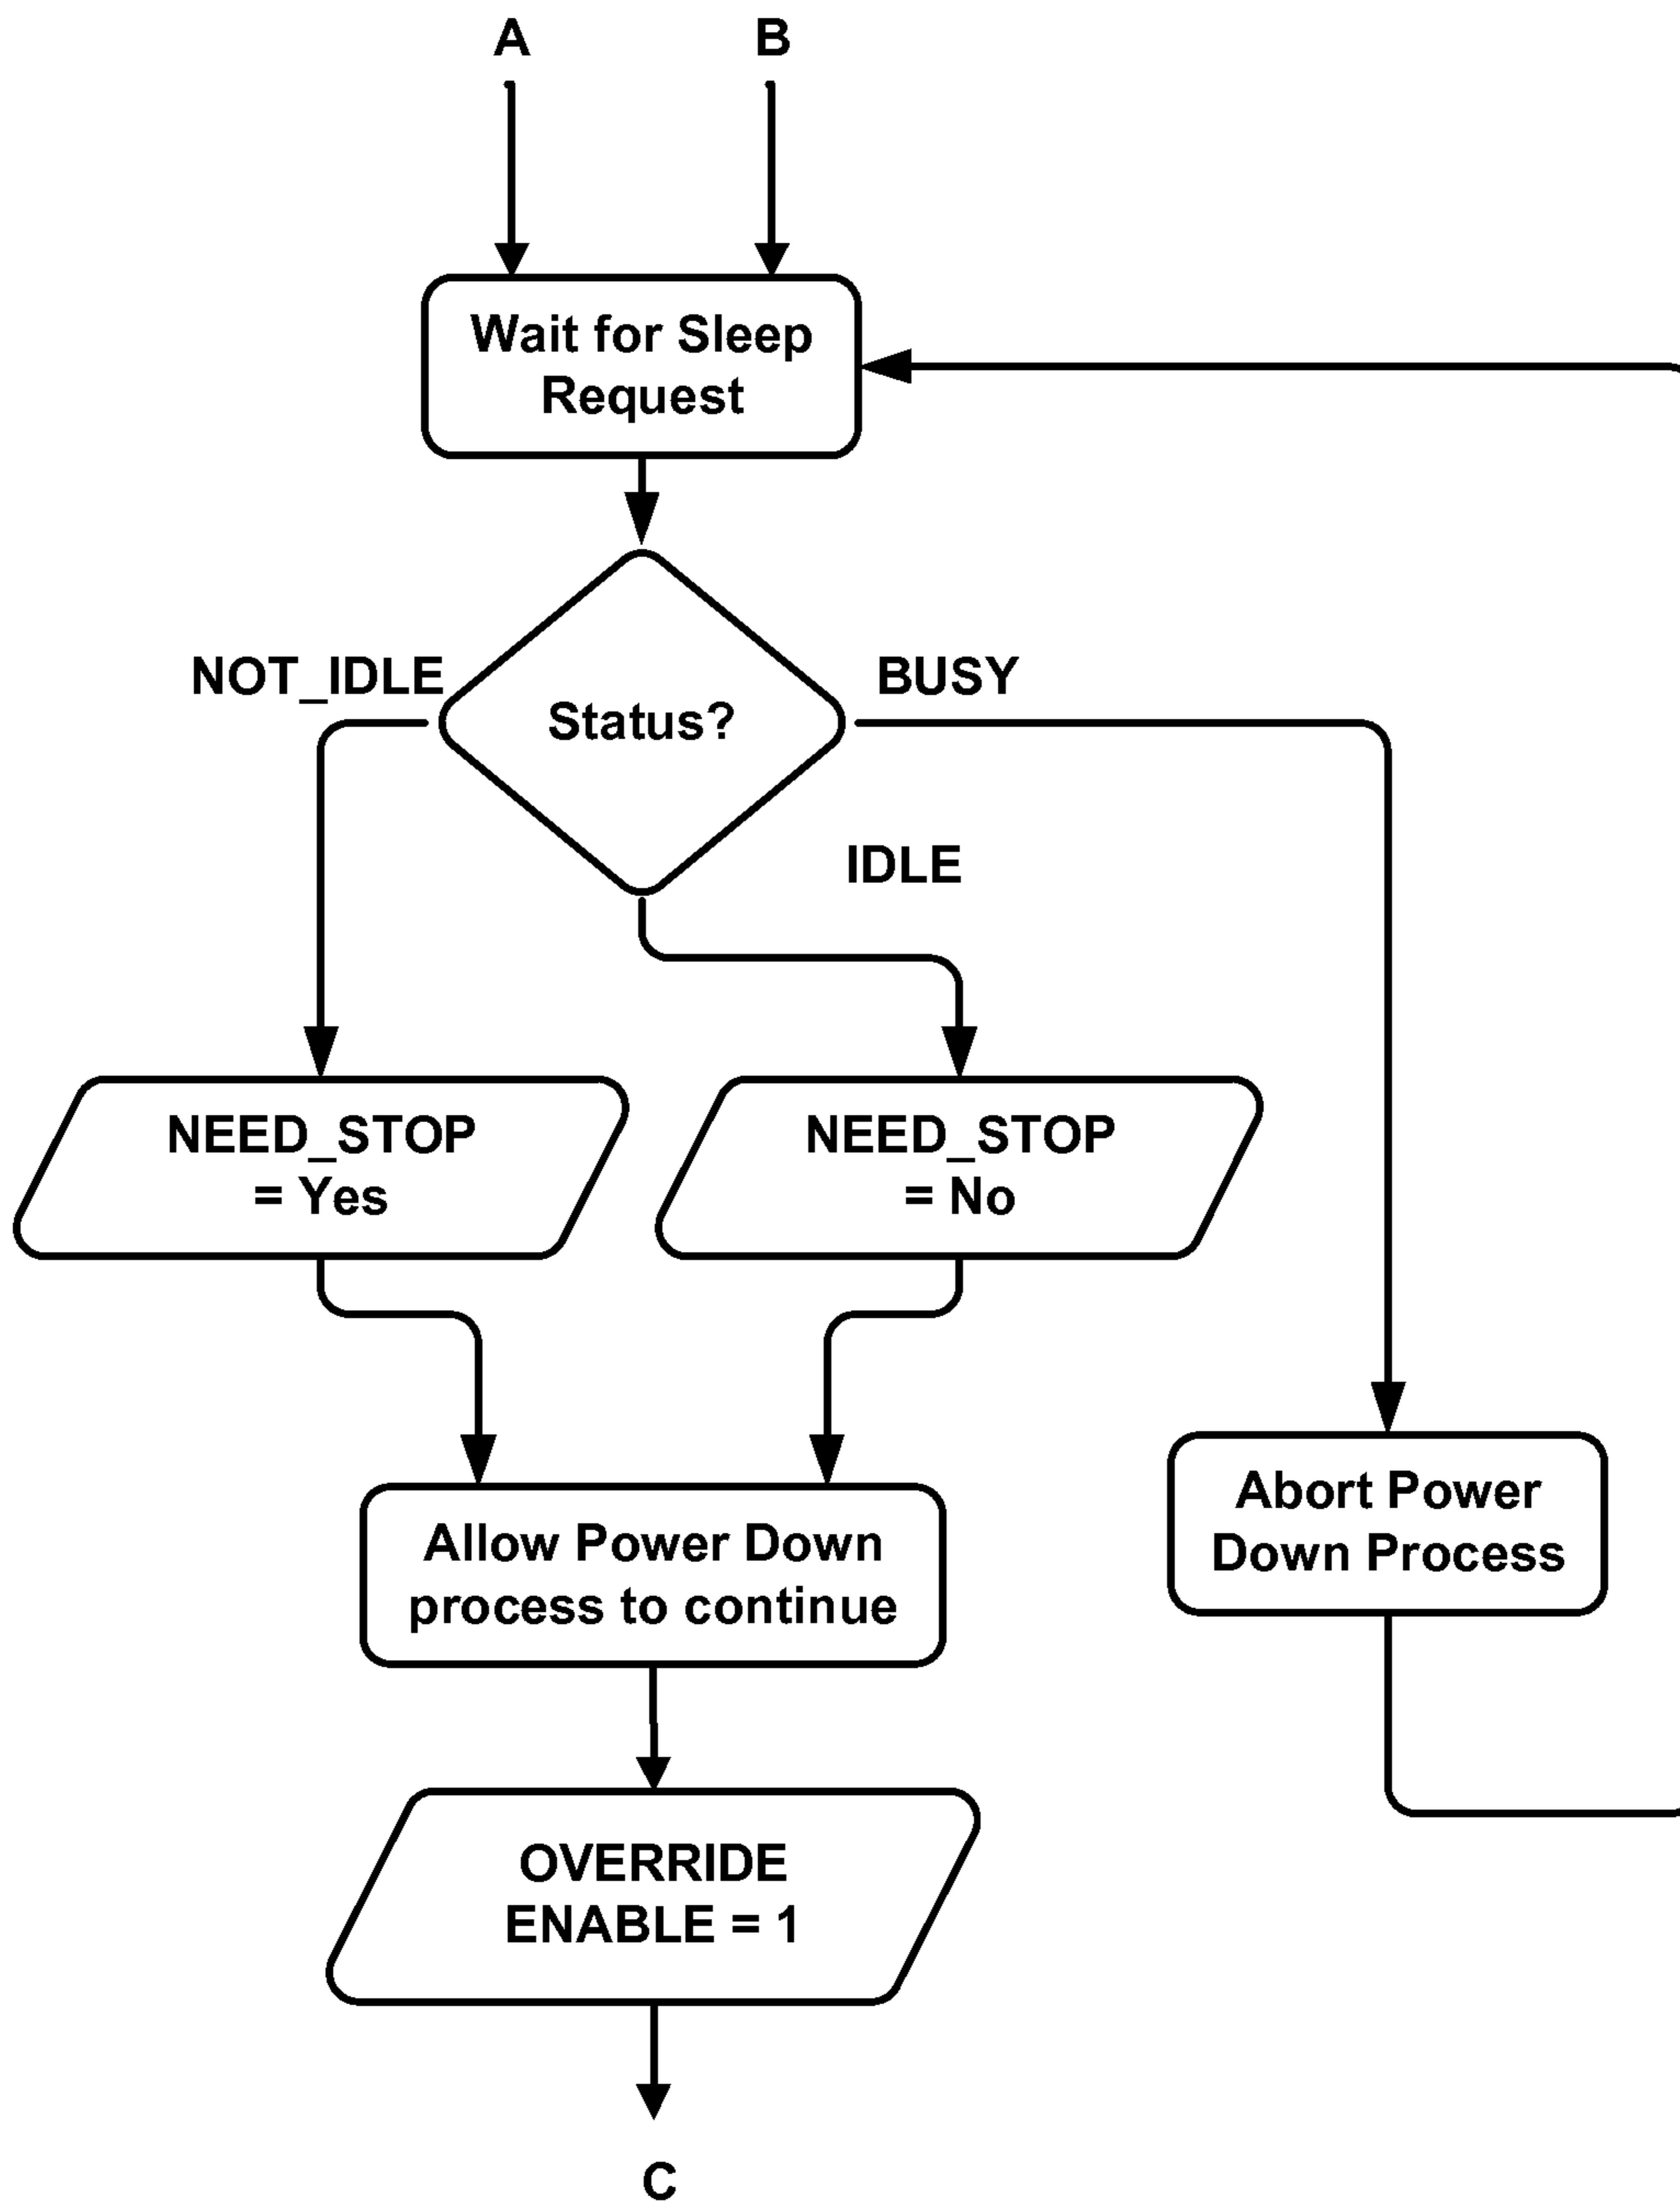 A
B
Wait for Sleep
Request
NOT_IDLE
BUSY
Status?
IDLE
NEED_STOP
= Yes
NEED_STOP
= No
Abort Power
Down Process
Allow Power Down
process to continue
OVERRIDE
ENABLE = 1
C